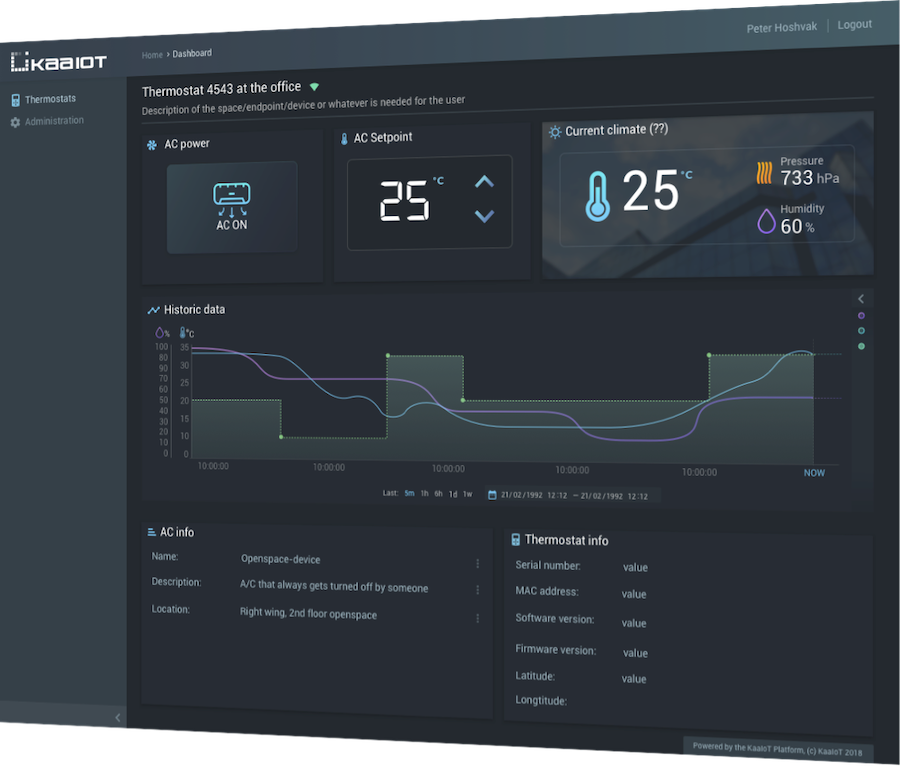 KaaIoT
Home > Dashboard
Peter Hoshvak
Logout
Thermostats
Administration
Thermostat 4543 at the office
Description of the space/endpoint/device or whatever is needed for the user
AC power
AC ON
AC Setpoint
25 °C
Current climate (??)
25 °C
Pressure
733 hPa
Humidity
60 %
Historic data
% °C
100 35
90
80 30
70
60 25
50 20
40
30 15
20 10
10
0 0
10:00:00 10:00:00 10:00:00 10:00:00 10:00:00 NOW
Last: 5m 1h 6h 1d 1w 21/02/1992 12:12 – 21/02/1992 12:12
AC info
Name: Openspace-device
Description: A/C that always gets turned off by someone
Location: Right wing, 2nd floor openspace
Thermostat info
Serial number: value
MAC address: value
Software version: value
Firmware version: value
Latitude: value
Longtitude:
Powered by the KaaIoT Platform, (c) KaaIoT 2018